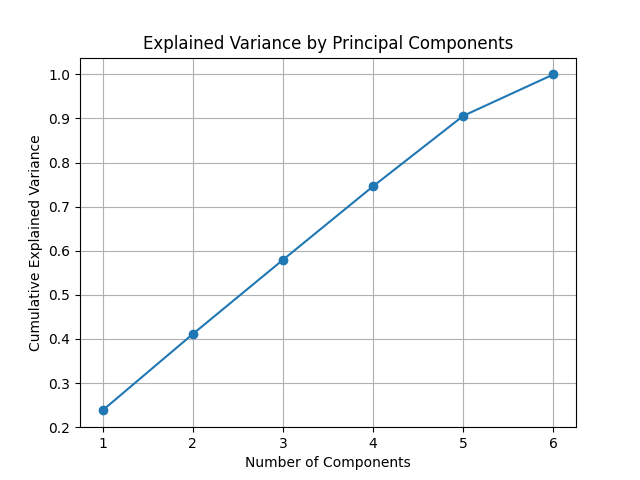 Explained Variance by Principal Components
Cumulative Explained Variance
1.0
0.9
0.8
0.7
0.6
0.5
0.4
0.3
0.2
1 2 3 4 5 6
Number of Components